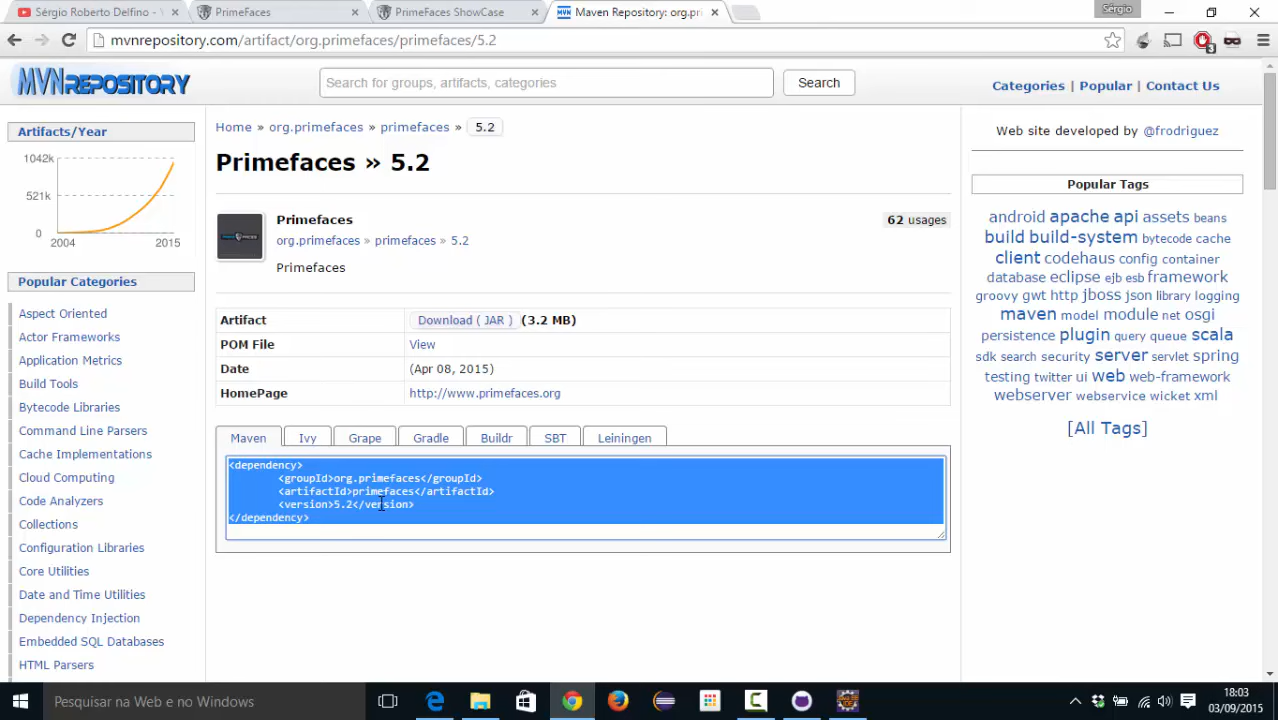 Sérgio Roberto Delfino - V
PrimeFaces
PrimeFaces ShowCase
Maven Repository: org.pri
Sérgio
mvnrepository.com/artifact/org.primefaces/primefaces/5.2
3
MVNREPOSITORY
Search for groups, artifacts, categories
Search
Categories | Popular | Contact Us
Artifacts/Year
1042k
521k
0
2004
2015
Popular Categories
Aspect Oriented
Actor Frameworks
Application Metrics
Build Tools
Bytecode Libraries
Command Line Parsers
Cache Implementations
Cloud Computing
Code Analyzers
Collections
Configuration Libraries
Core Utilities
Date and Time Utilities
Dependency Injection
Embedded SQL Databases
HTML Parsers
Home » org.primefaces » primefaces » 5.2
Primefaces » 5.2
Primefaces
62 usages
org.primefaces » primefaces » 5.2
Primefaces
Artifact Download ( JAR ) (3.2 MB)
POM File View
Date (Apr 08, 2015)
HomePage http://www.primefaces.org
Maven Ivy Grape Gradle Buildr SBT Leiningen
<dependency>
<groupId>org.primefaces</groupId>
<artifactId>primefaces</artifactId>
<version>5.2</version>
</dependency>
Web site developed by @frodriguez
Popular Tags
android apache api assets beans
build build-system bytecode cache
client codehaus config container
database eclipse ejb esb framework
groovy gwt http jboss json library logging
maven model module net osgi
persistence plugin query queue scala
sdk search security server servlet spring
testing twitter ui web web-framework
webserver webservice wicket xml
[All Tags]
Pesquisar na Web e no Windows
18:03
03/09/2015